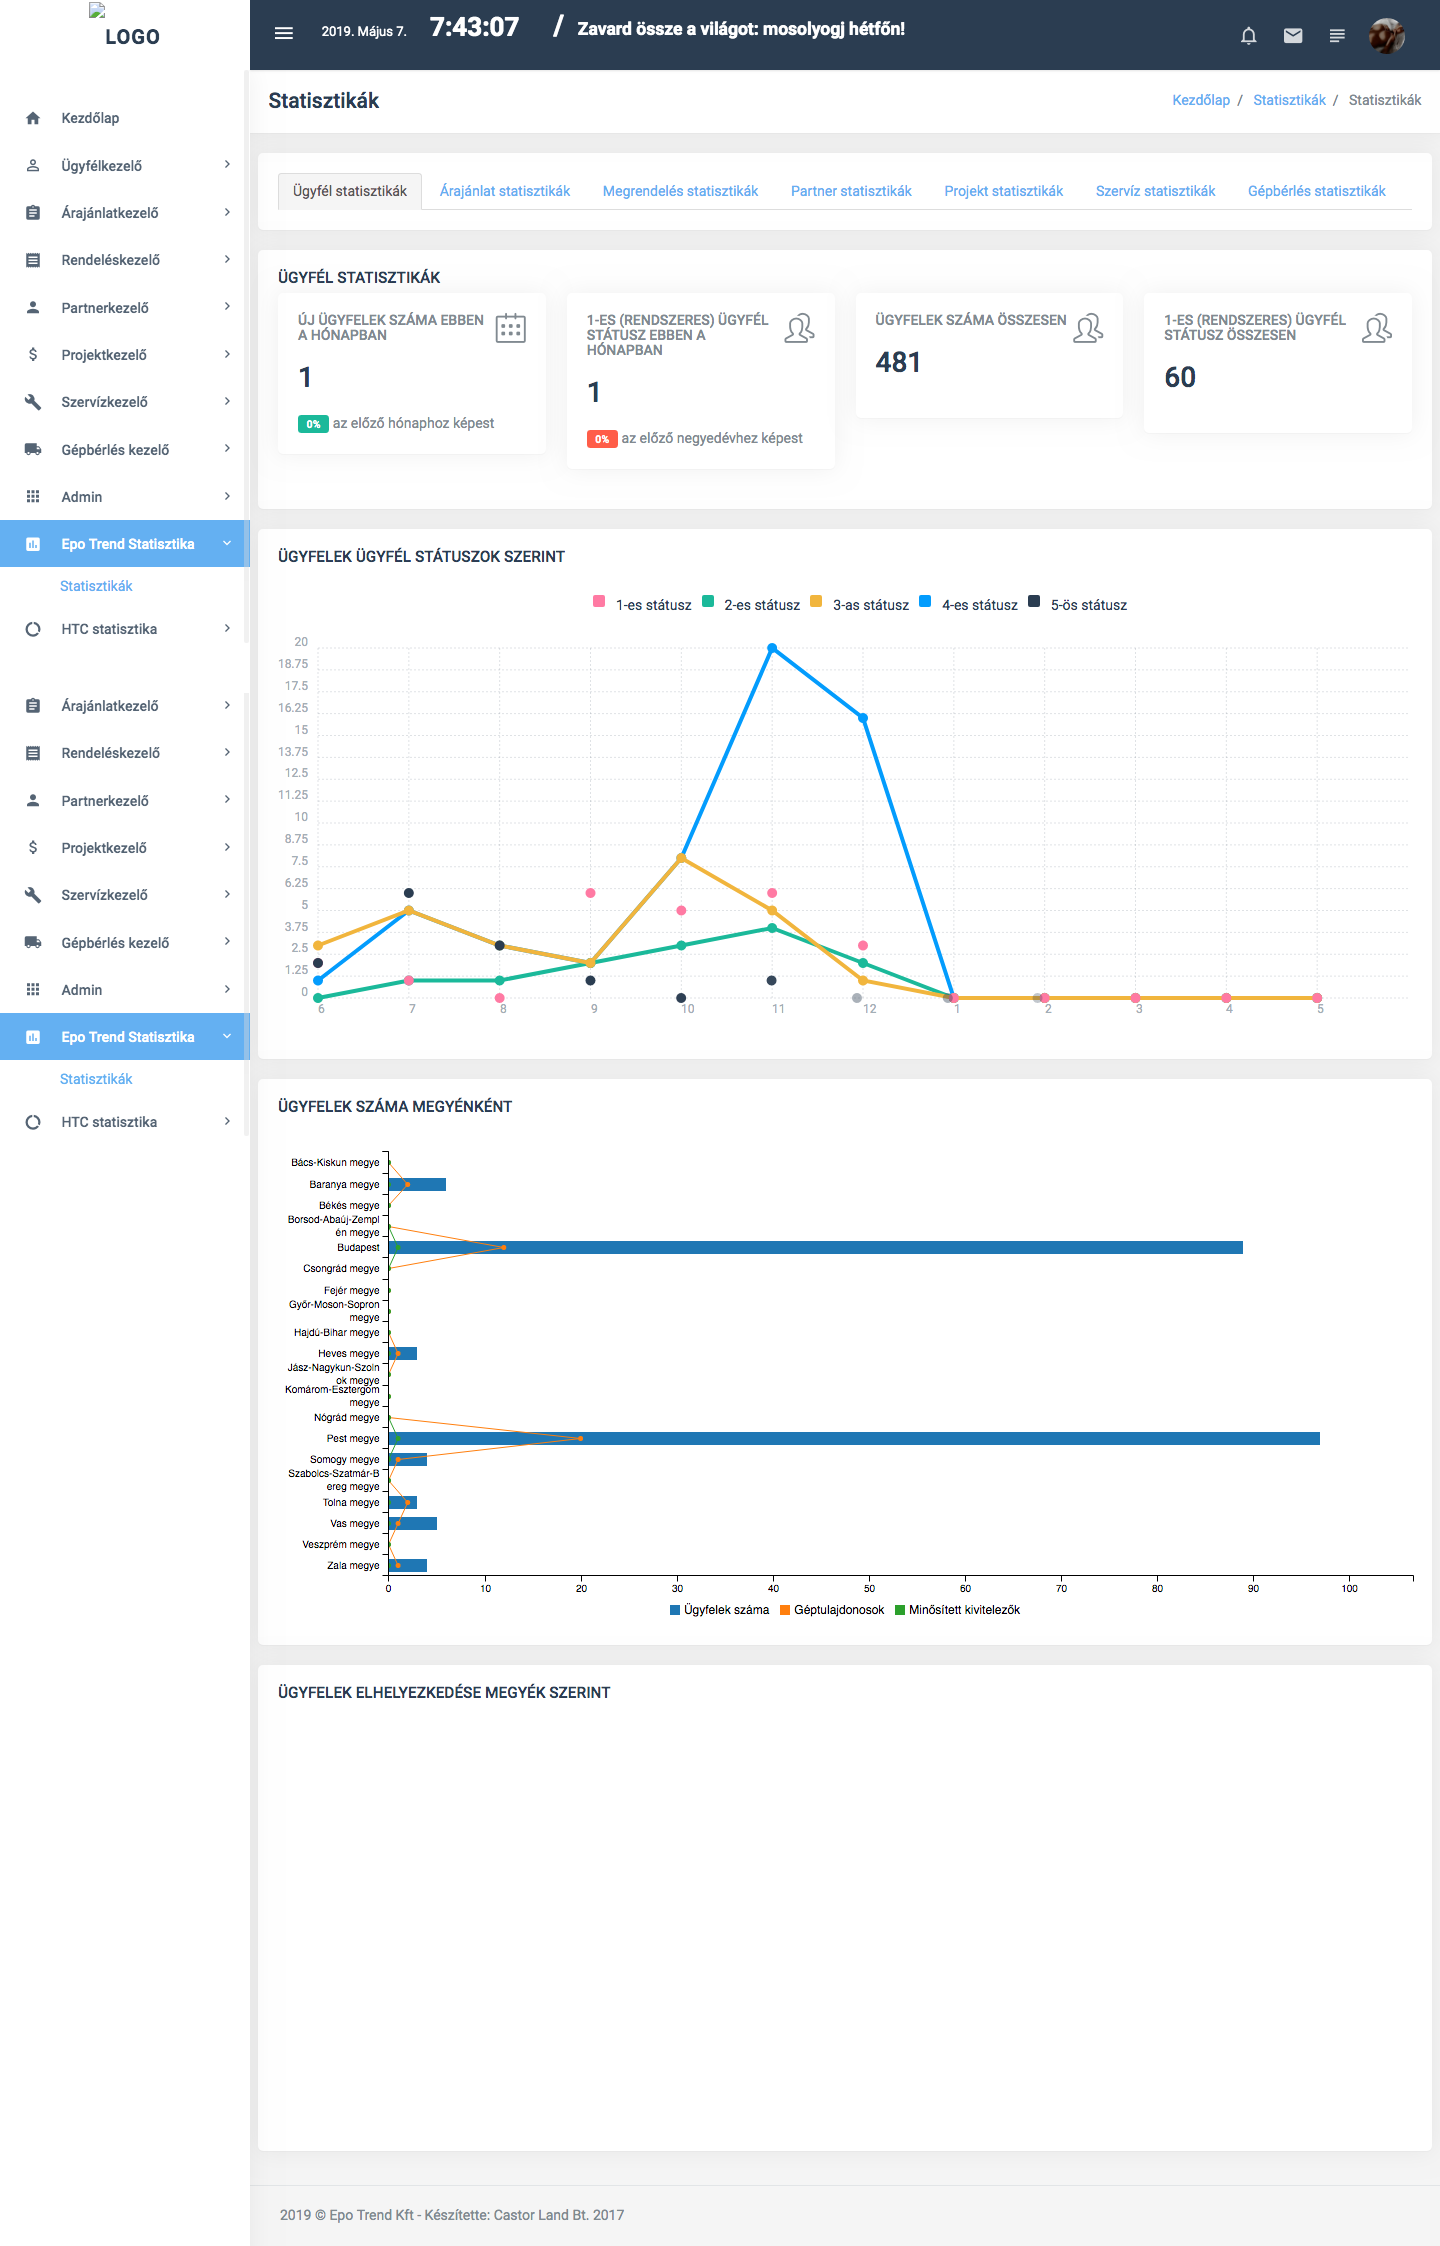 LOGO
2019. Május 7.
7:43:07
/
Zavard össze a világot: mosolyogj hétfőn!
Kezdőlap
Ügyfélkezelő
Árajánlatkezelő
Rendeléskezelő
Partnerkezelő
Projektkezelő
Szervízkezelő
Gépbérlés kezelő
Admin
Epo Trend Statisztika
Statisztikák
HTC statisztika
Árajánlatkezelő
Rendeléskezelő
Partnerkezelő
Projektkezelő
Szervízkezelő
Gépbérlés kezelő
Admin
Epo Trend Statisztika
Statisztikák
HTC statisztika
Statisztikák
Kezdőlap / Statisztikák / Statisztikák
Ügyfél statisztikák
Árajánlat statisztikák
Megrendelés statisztikák
Partner statisztikák
Projekt statisztikák
Szervíz statisztikák
Gépbérlés statisztikák
ÜGYFÉL STATISZTIKÁK
ÚJ ÜGYFELEK SZÁMA EBBEN
A HÓNAPBAN
1
0% az előző hónaphoz képest
1-ES (RENDSZERES) ÜGYFÉL
STÁTUSZ EBBEN A
HÓNAPBAN
1
0% az előző negyedévhez képest
ÜGYFELEK SZÁMA ÖSSZESEN
481
1-ES (RENDSZERES) ÜGYFÉL
STÁTUSZ ÖSSZESEN
60
ÜGYFELEK ÜGYFÉL STÁTUSZOK SZERINT
1-es státusz
2-es státusz
3-as státusz
4-es státusz
5-ös státusz
20
18.75
17.5
16.25
15
13.75
12.5
11.25
10
8.75
7.5
6.25
5
3.75
2.5
1.25
0
6 7 8 9 10 11 12 1 2 3 4 5
ÜGYFELEK SZÁMA MEGYÉNKÉNT
Bács-Kiskun megye
Baranya megye
Békés megye
Borsod-Abaúj-Zempl
én megye
Budapest
Csongrád megye
Fejér megye
Győr-Moson-Sopron
megye
Hajdú-Bihar megye
Heves megye
Jász-Nagykun-Szoln
ok megye
Komárom-Esztergom
megye
Nógrád megye
Pest megye
Somogy megye
Szabolcs-Szatmár-B
ereg megye
Tolna megye
Vas megye
Veszprém megye
Zala megye
0 10 20 30 40 50 60 70 80 90 100
Ügyfelek száma
Géptulajdonosok
Minősített kivitelezők
ÜGYFELEK ELHELYEZKEDÉSE MEGYÉK SZERINT
2019 © Epo Trend Kft - Készítette: Castor Land Bt. 2017